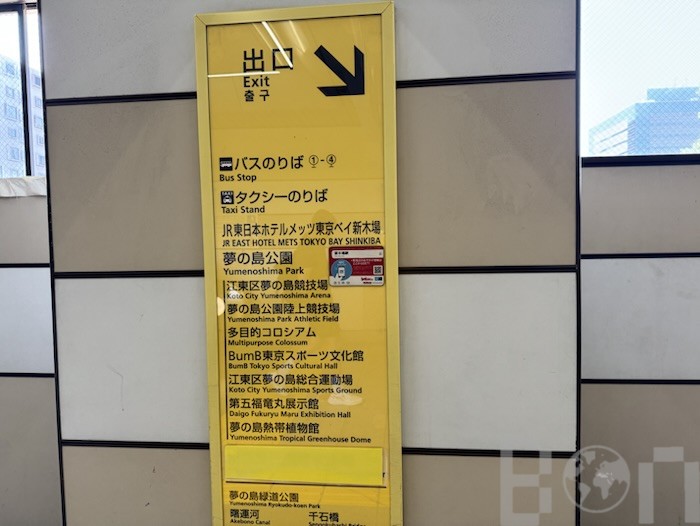 出口
Exit
출구
バスのりば ①-④
Bus Stop
TAXI タクシーのりば
Taxi Stand
JR東日本ホテルメッツ東京ベイ新木場
JR EAST HOTEL METS TOKYO BAY SHINKIBA
夢の島公園
Yumenoshima Park
江東区夢の島競技場
Koto City Yumenoshima Arena
夢の島公園陸上競技場
Yumenoshima Park Athletic Field
多目的コロシアム
Multipurpose Colossum
BumB東京スポーツ文化館
BumB Tokyo Sports Cultural Hall
江東区夢の島総合運動場
Koto City Yumenoshima Sports Ground
第五福竜丸展示館
Daigo Fukuryu Maru Exhibition Hall
夢の島熱帯植物館
Yumenoshima Tropical Greenhouse Dome
夢の島緑道公園
Yumenoshima Ryokudo-koen Park
曙運河 千石橋
Akebono Canal